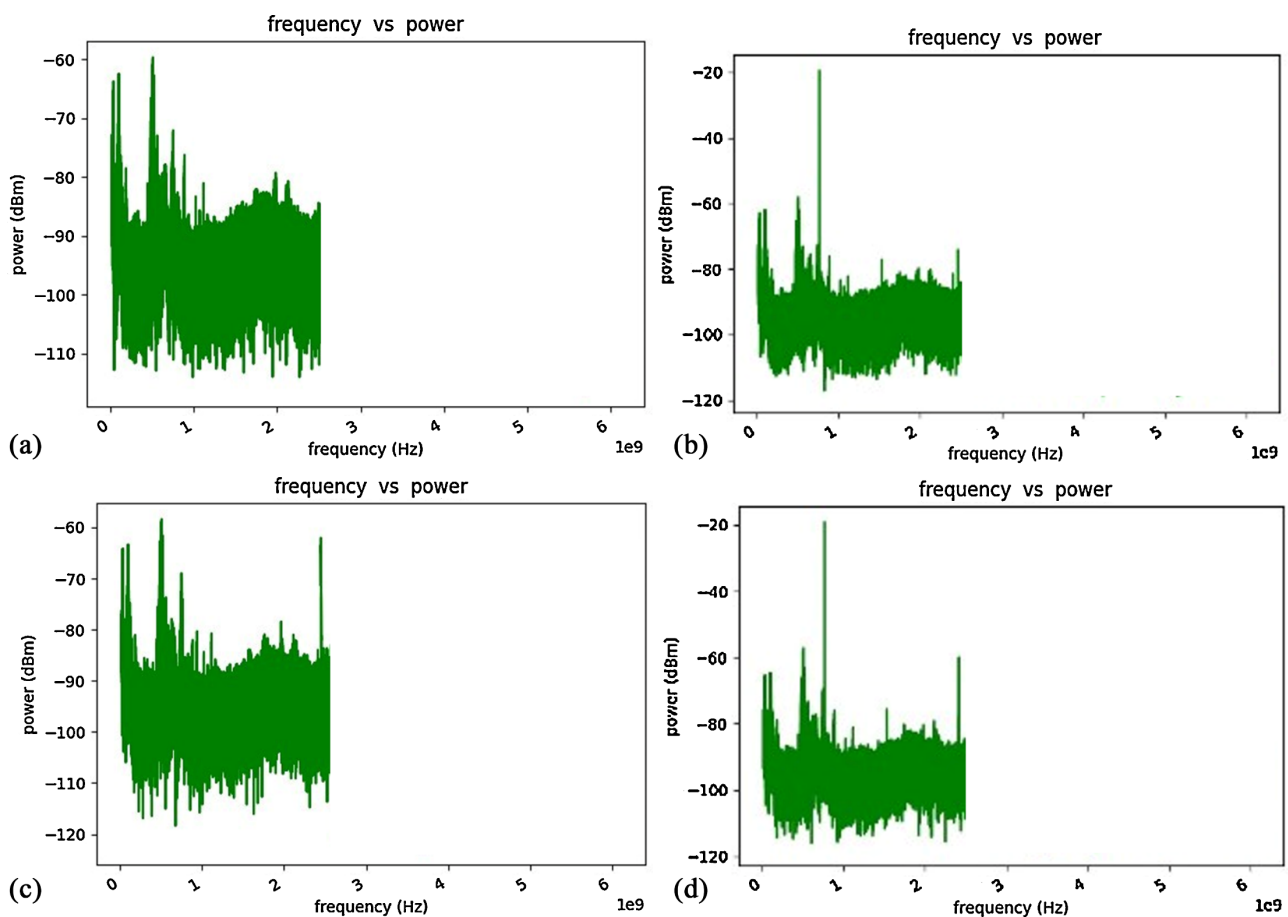 frequency vs power
−60
−70
−80
−90
−100
−110
power (dBm)
0 1 2 3 4 5 6
frequency (Hz)
1e9
(a)
frequency vs power
−20
−40
−60
−80
−100
−120
power (dBm)
0 1 2 3 4 5 6
frequency (Hz)
1e9
(b)
frequency vs power
−60
−70
−80
−90
−100
−110
−120
power (dBm)
0 1 2 3 4 5 6
frequency (Hz)
1e9
(c)
frequency vs power
−20
−40
−60
−80
−100
−120
power (dBm)
0 1 2 3 4 5 6
frequency (Hz)
1e9
(d)